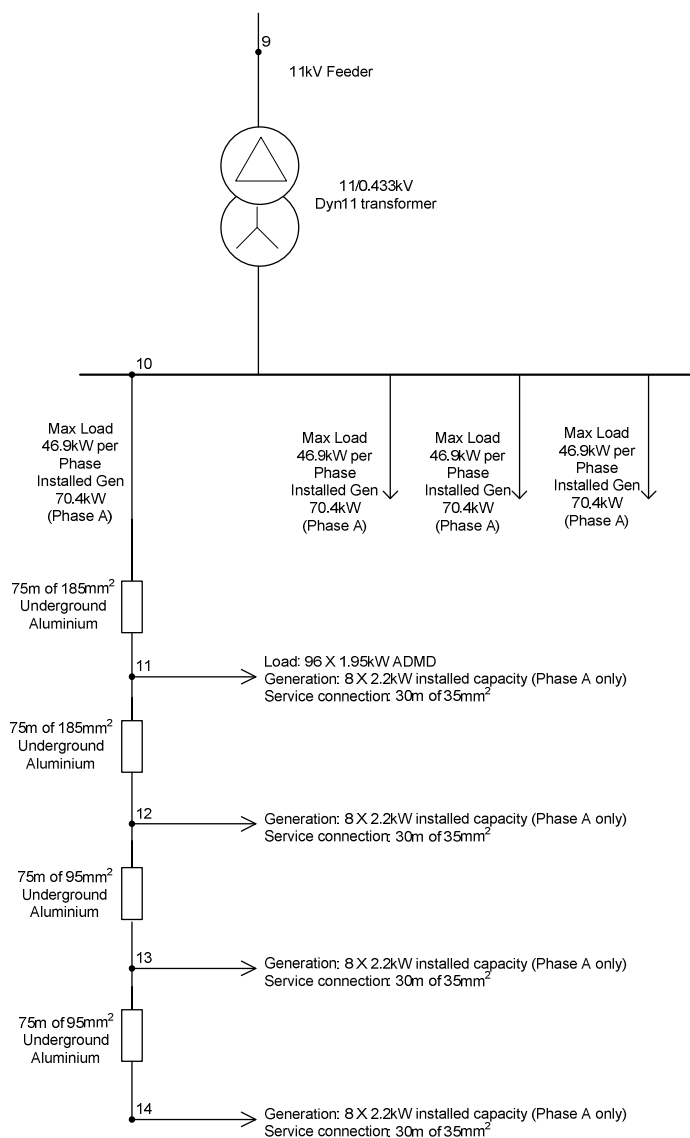 9
11kV Feeder
11/0.433kV
Dyn11 transformer
10
Max Load
46.9kW per
Phase
Installed Gen
70.4kW
(Phase A)
Max Load
46.9kW per
Phase
Installed Gen
70.4kW
(Phase A)
Max Load
46.9kW per
Phase
Installed Gen
70.4kW
(Phase A)
Max Load
46.9kW per
Phase
Installed Gen
70.4kW
(Phase A)
75m of 185mm²
Underground
Aluminium
11
Load: 96 X 1.95kW ADMD
Generation: 8 X 2.2kW installed capacity (Phase A only)
Service connection: 30m of 35mm²
75m of 185mm²
Underground
Aluminium
12
Generation: 8 X 2.2kW installed capacity (Phase A only)
Service connection: 30m of 35mm²
75m of 95mm²
Underground
Aluminium
13
Generation: 8 X 2.2kW installed capacity (Phase A only)
Service connection: 30m of 35mm²
75m of 95mm²
Underground
Aluminium
14
Generation: 8 X 2.2kW installed capacity (Phase A only)
Service connection: 30m of 35mm²